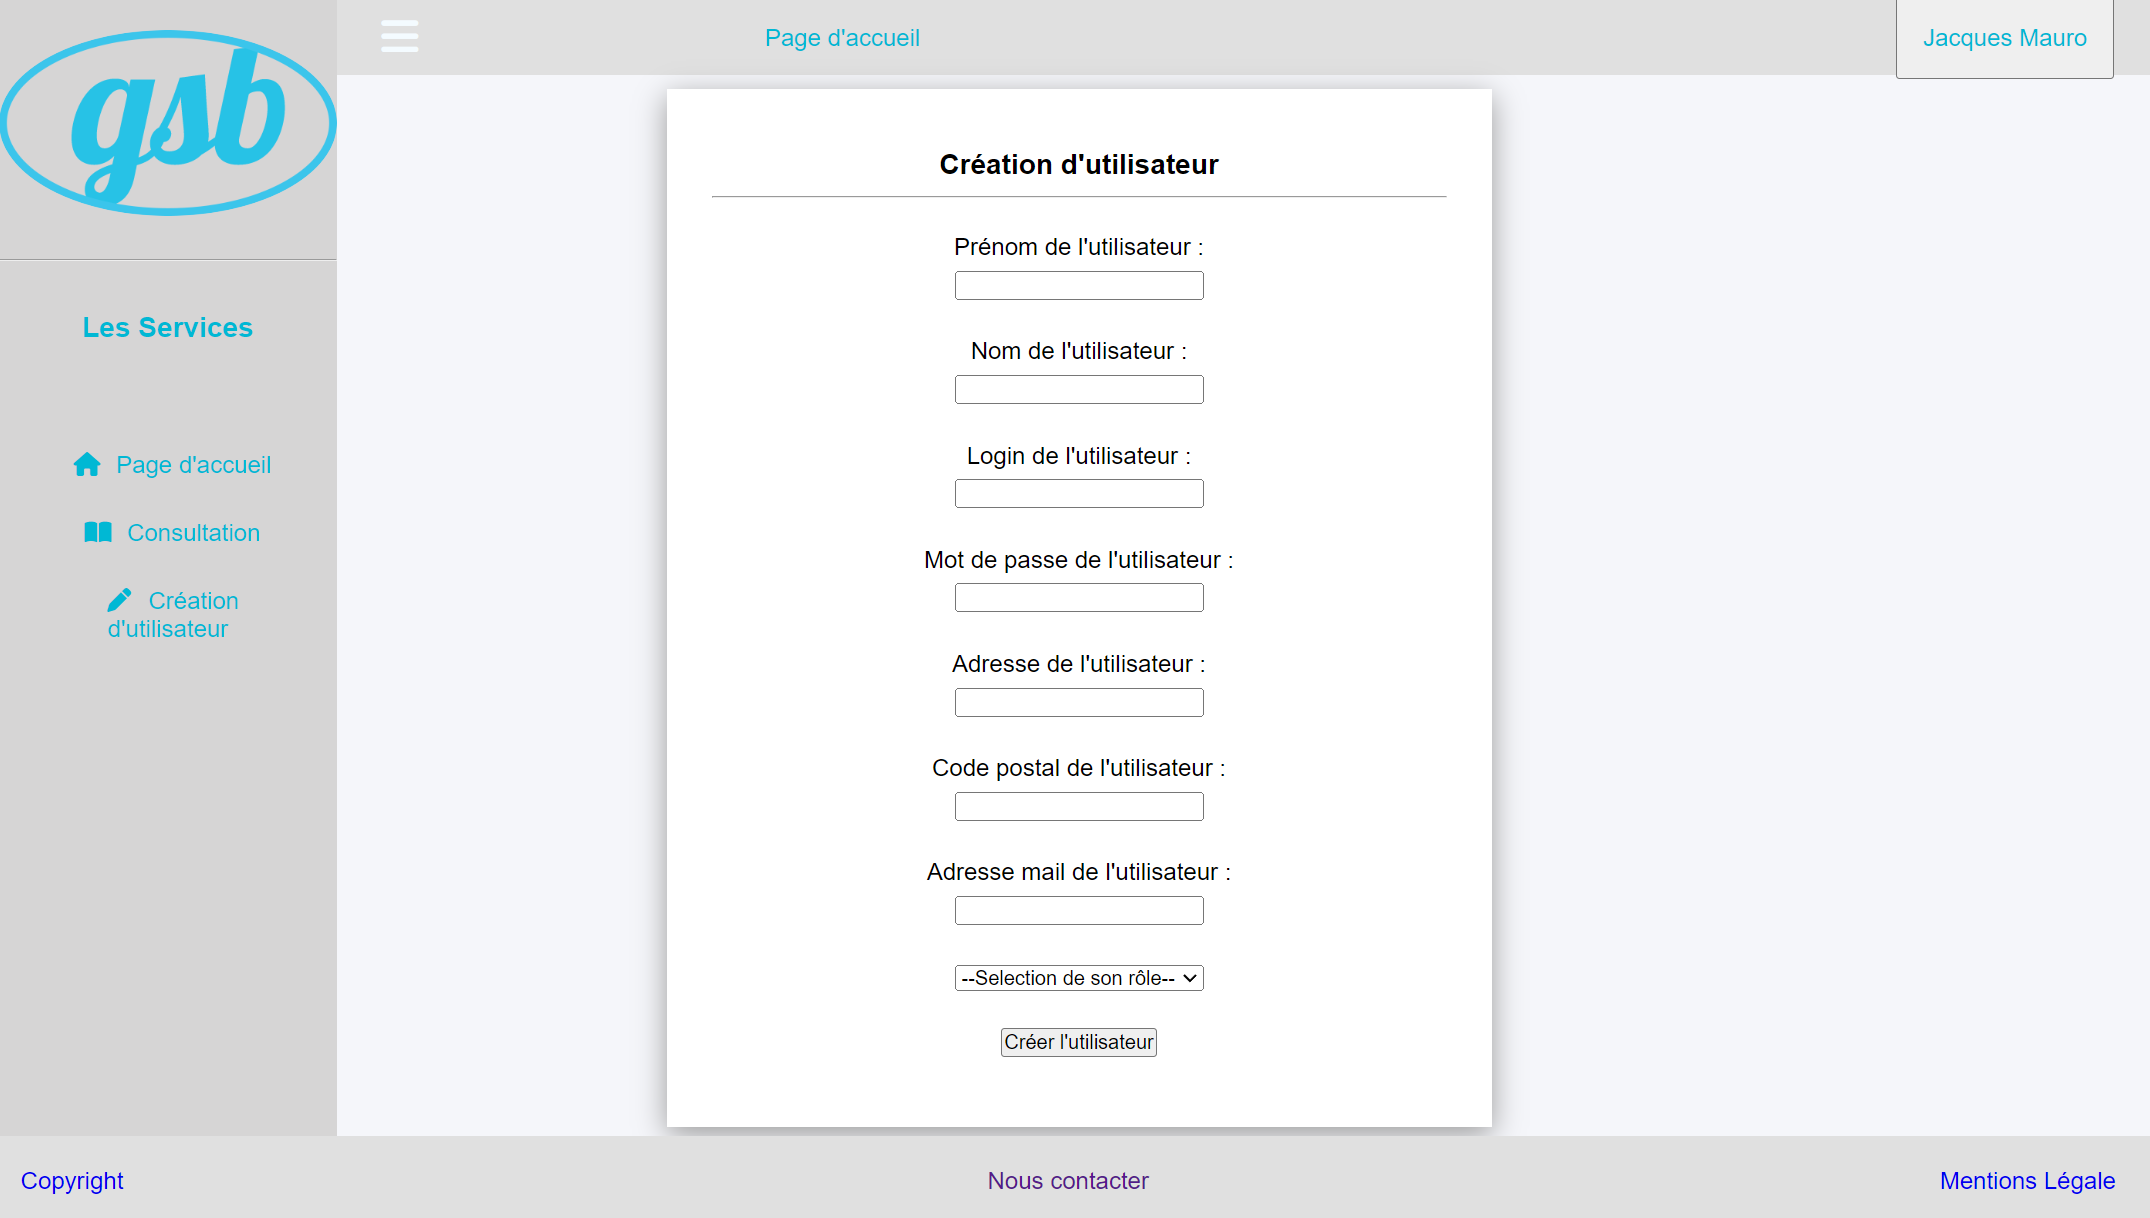 gsb
Page d'accueil
Jacques Mauro
Les Services
Page d'accueil
Consultation
Création
d'utilisateur
Création d'utilisateur
Prénom de l'utilisateur :
Nom de l'utilisateur :
Login de l'utilisateur :
Mot de passe de l'utilisateur :
Adresse de l'utilisateur :
Code postal de l'utilisateur :
Adresse mail de l'utilisateur :
--Selection de son rôle--
Créer l'utilisateur
Copyright
Nous contacter
Mentions Légale